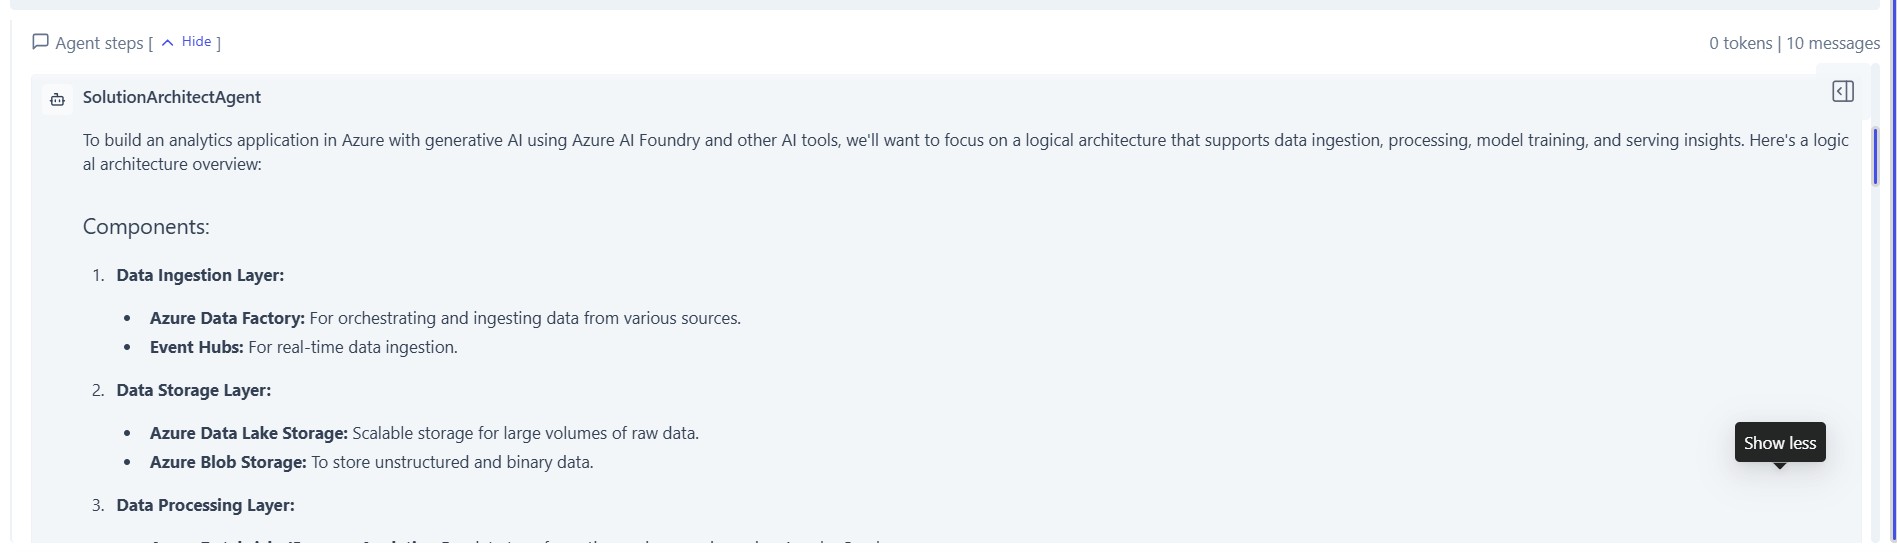 Agent steps [ Hide ]
0 tokens | 10 messages
SolutionArchitectAgent
To build an analytics application in Azure with generative AI using Azure AI Foundry and other AI tools, we'll want to focus on a logical architecture that supports data ingestion, processing, model training, and serving insights. Here's a logic
al architecture overview:
Components:
1. Data Ingestion Layer:
• Azure Data Factory: For orchestrating and ingesting data from various sources.
• Event Hubs: For real-time data ingestion.
2. Data Storage Layer:
• Azure Data Lake Storage: Scalable storage for large volumes of raw data.
• Azure Blob Storage: To store unstructured and binary data.
Show less
3. Data Processing Layer: